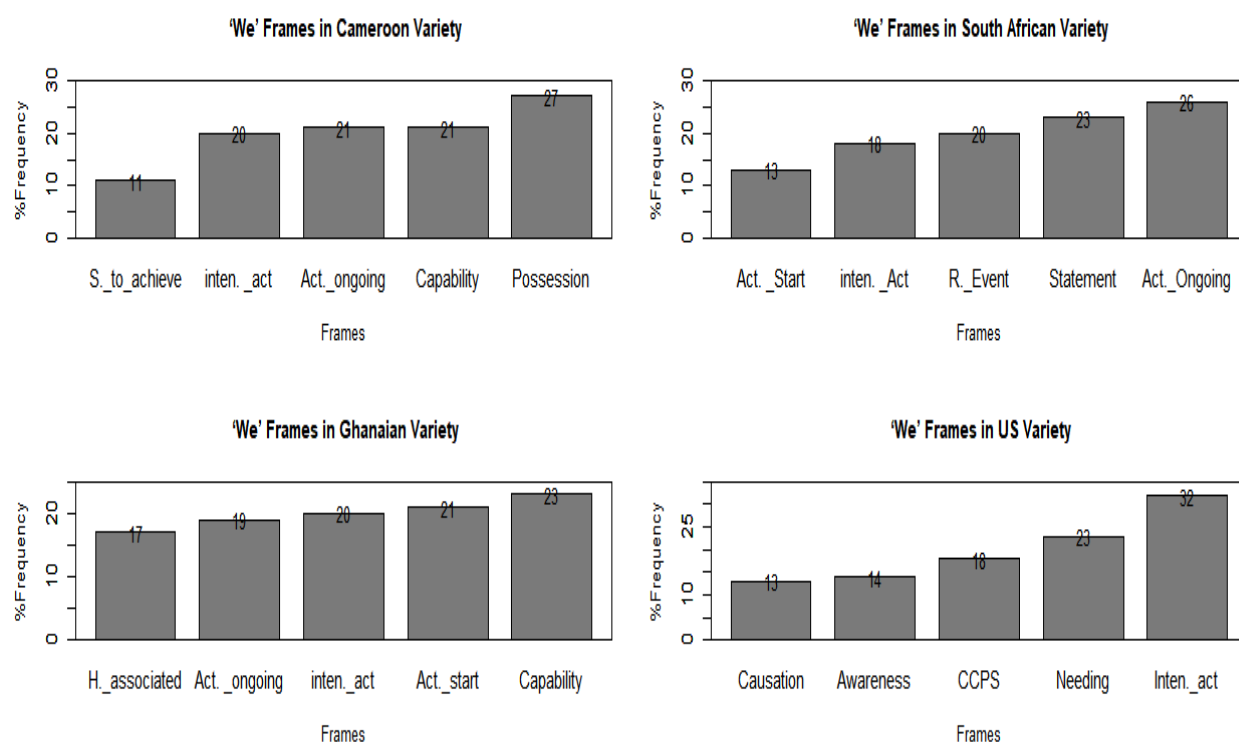 ‘We’ Frames in Cameroon Variety
%Frequency
30
20
10
0
11
20
21
21
27
S._to_achieve inten. _act Act._ongoing Capability Possession
Frames
‘We’ Frames in South African Variety
%Frequency
30
20
10
0
13
18
20
23
26
Act. _Start inten. _Act R._Event Statement Act._Ongoing
Frames
‘We’ Frames in Ghanaian Variety
%Frequency
20
10
0
17
19
20
21
23
H._associated Act. _ongoing inten._act Act._start Capability
Frames
‘We’ Frames in US Variety
%Frequency
25
10
0
13
14
18
23
32
Causation Awareness CCPS Needing Inten._act
Frames